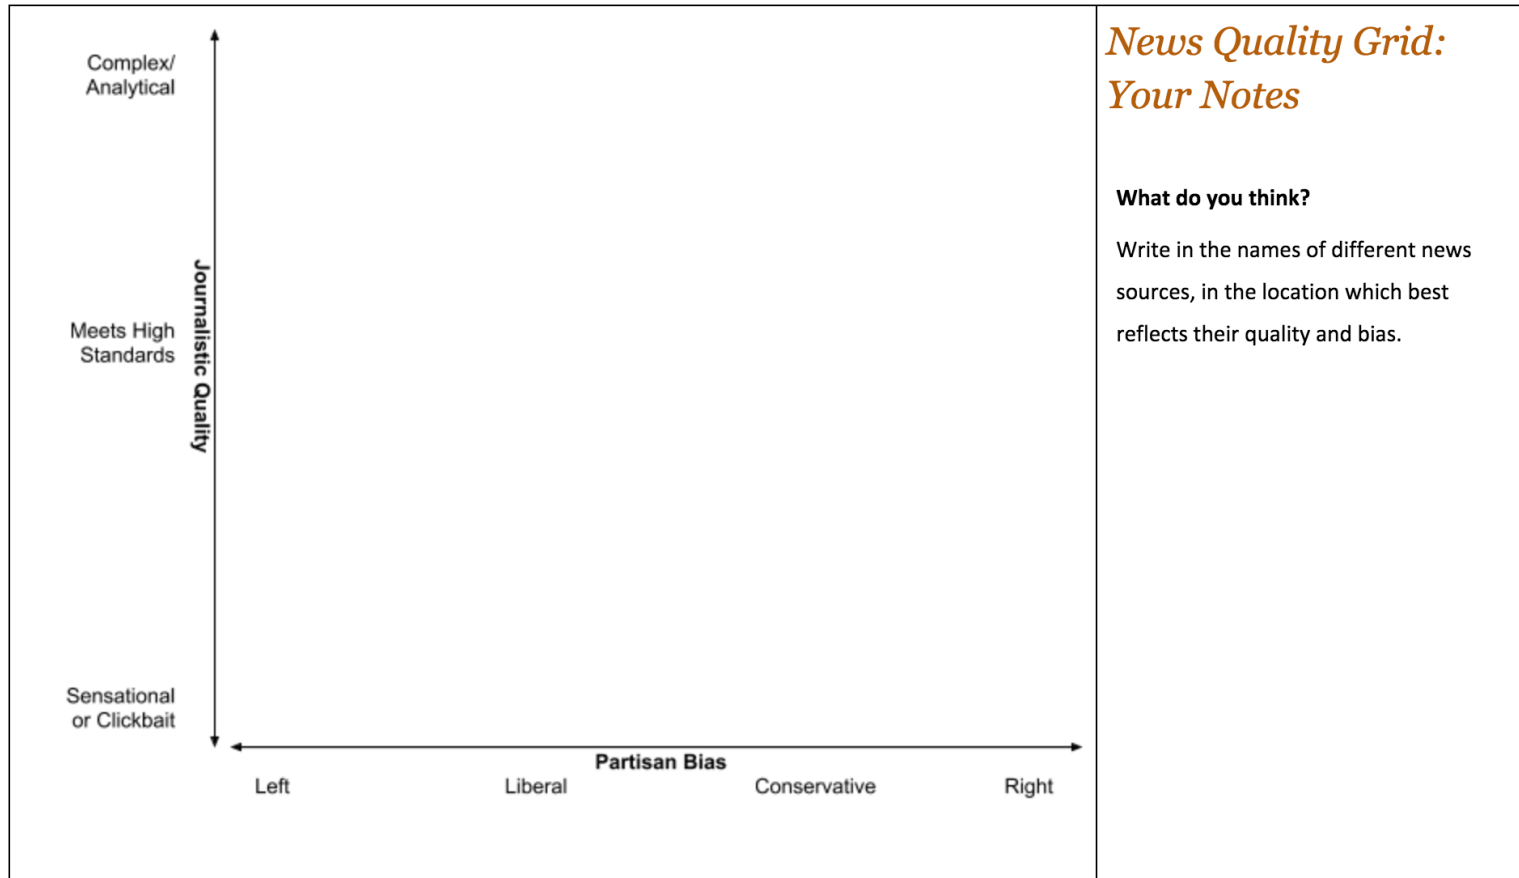 Complex/
Analytical
Meets High
Standards
Journalistic Quality
Sensational
or Clickbait
Partisan Bias
Left
Liberal
Conservative
Right
News Quality Grid:
Your Notes
What do you think?
Write in the names of different news
sources, in the location which best
reflects their quality and bias.